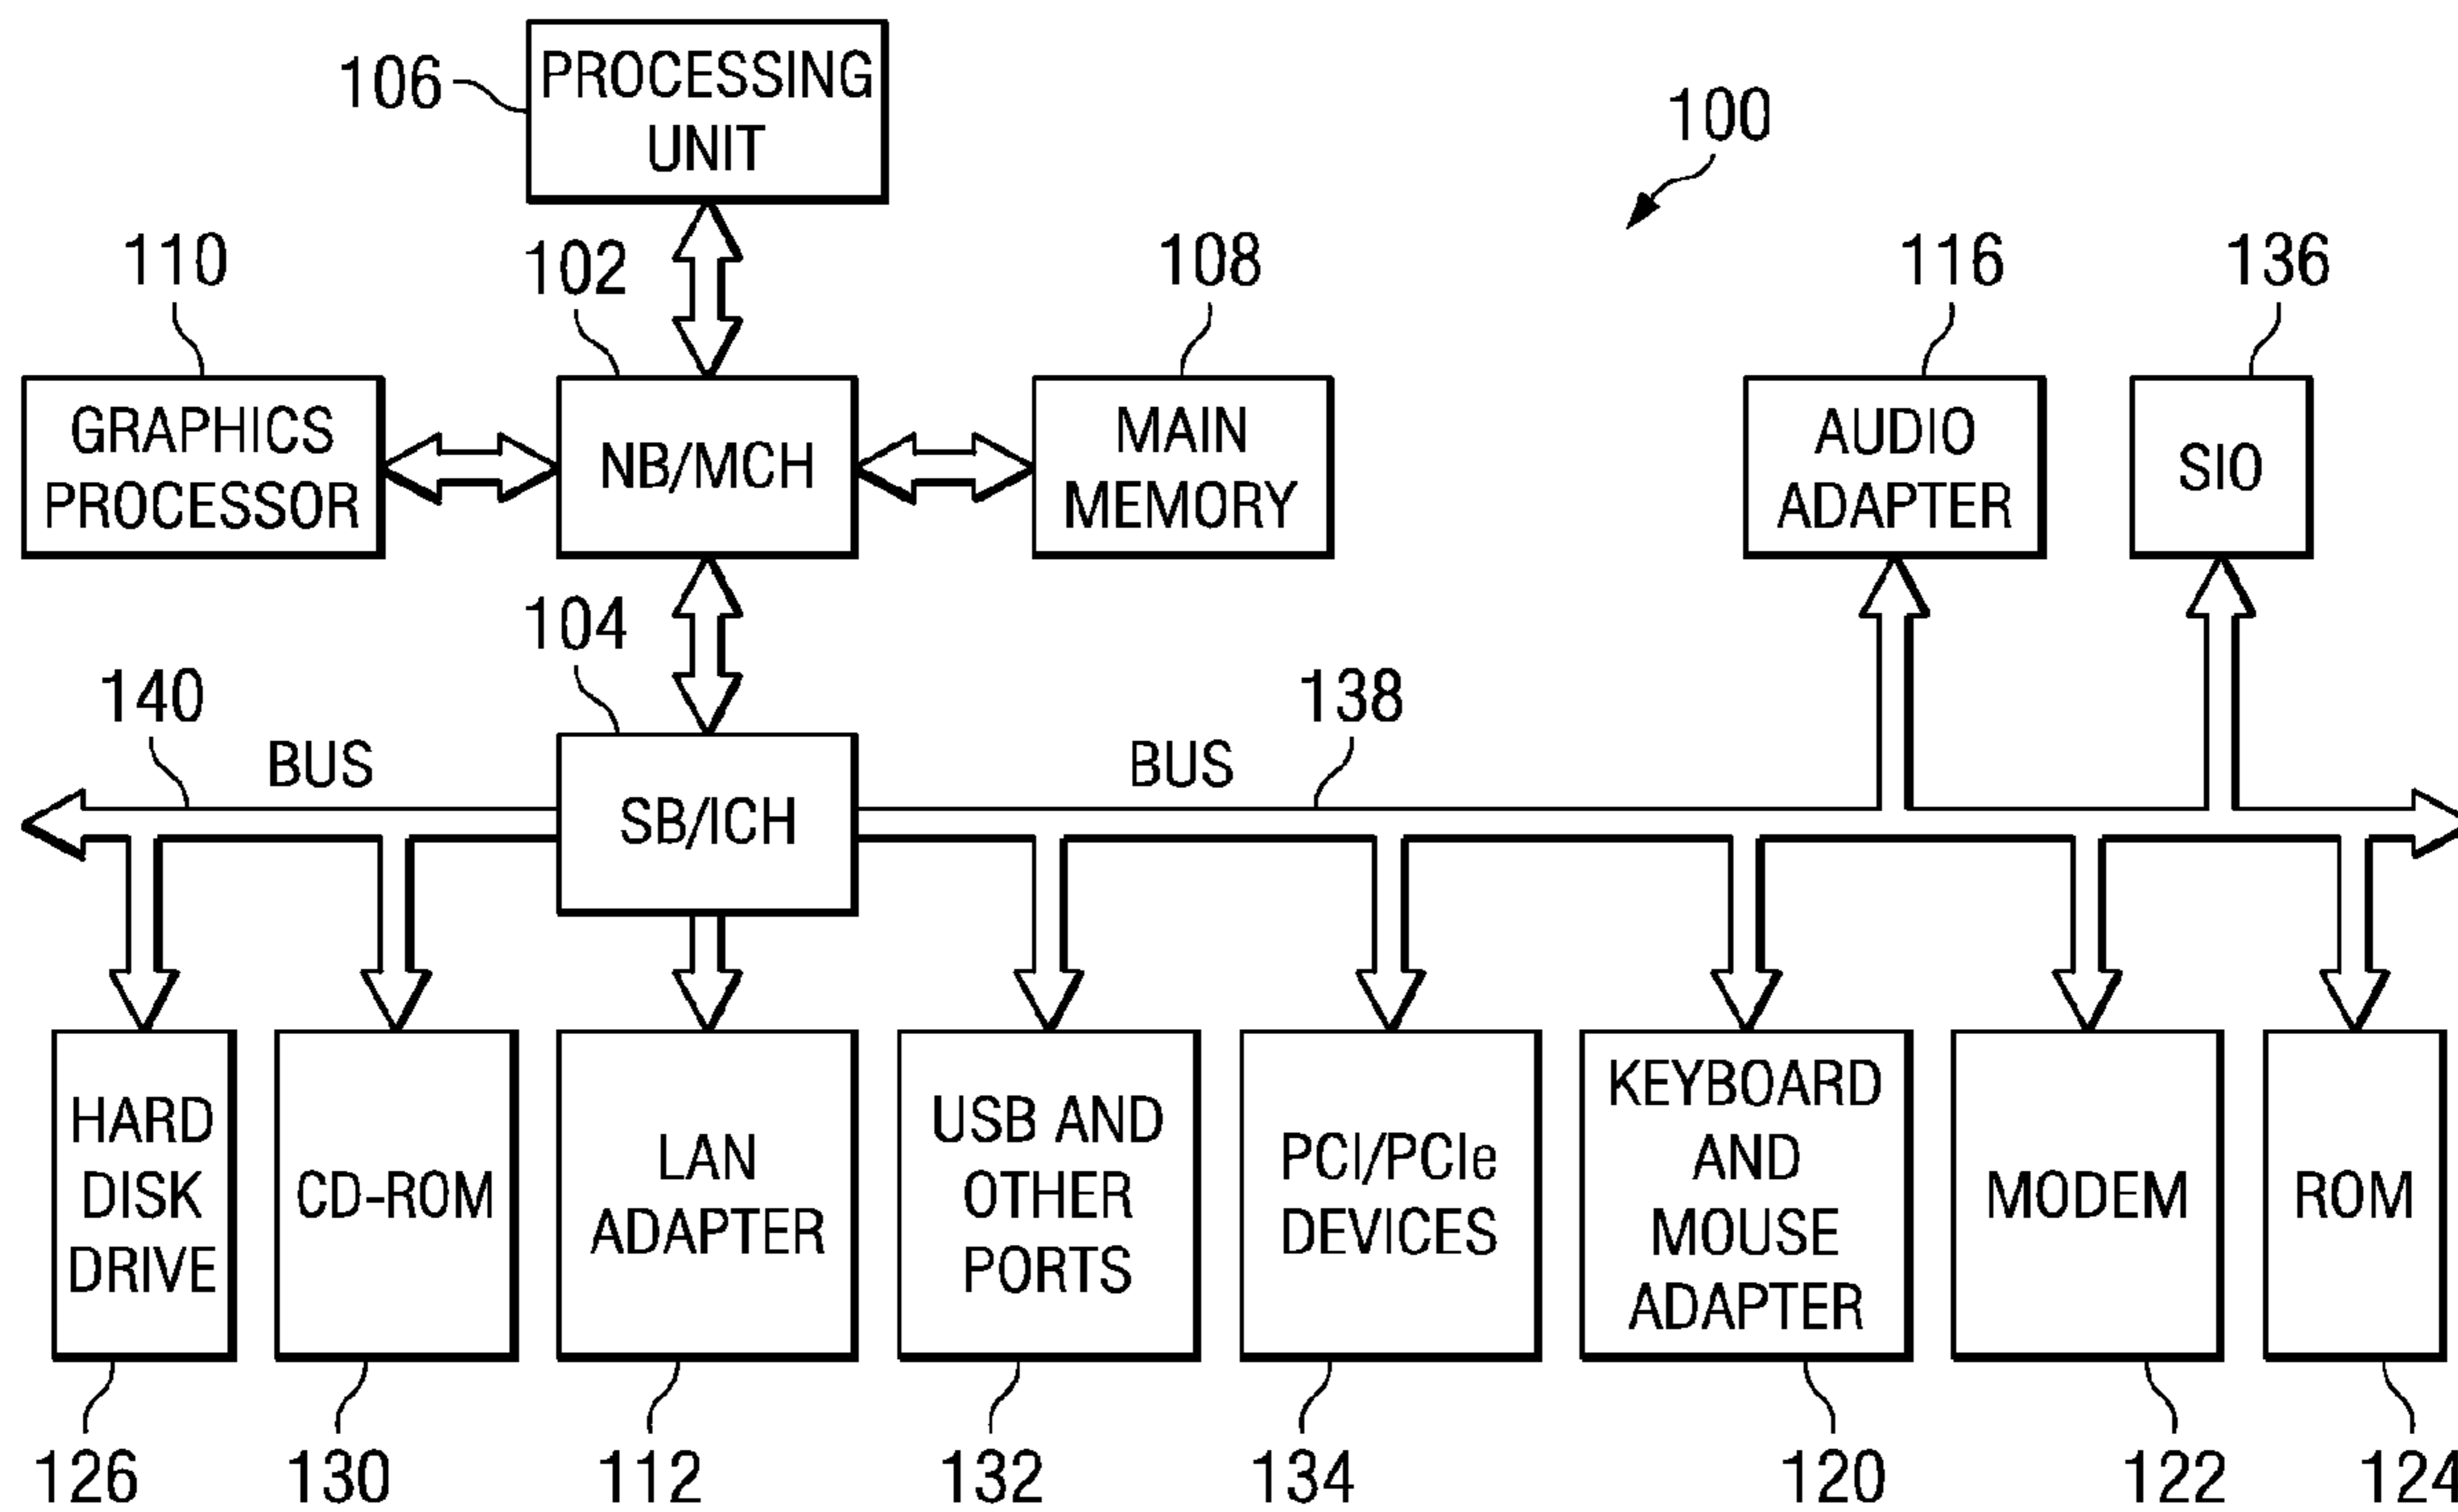 106
PROCESSING
UNIT
100
110
102
108
116
136
GRAPHICS
PROCESSOR
NB/MCH
MAIN
MEMORY
AUDIO
ADAPTER
SIO
104
140
BUS
SB/ICH
BUS
138
HARD
DISK
DRIVE
CD-ROM
LAN
ADAPTER
USB AND
OTHER
PORTS
PCI/PCIe
DEVICES
KEYBOARD
AND
MOUSE
ADAPTER
MODEM
ROM
126
130
112
132
134
120
122
124